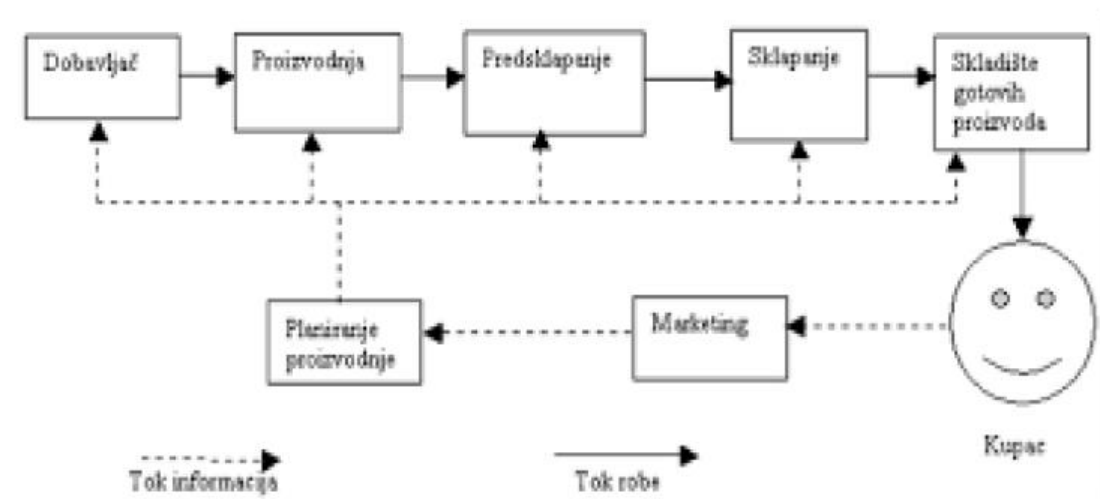 Dobavljač
Proizvodnja
Predsklapanje
Sklapanje
Skladište
gotovih
proizvoda
Planiranje
proizvodnje
Marketing
Kupac
Tok informacija
Tok robe